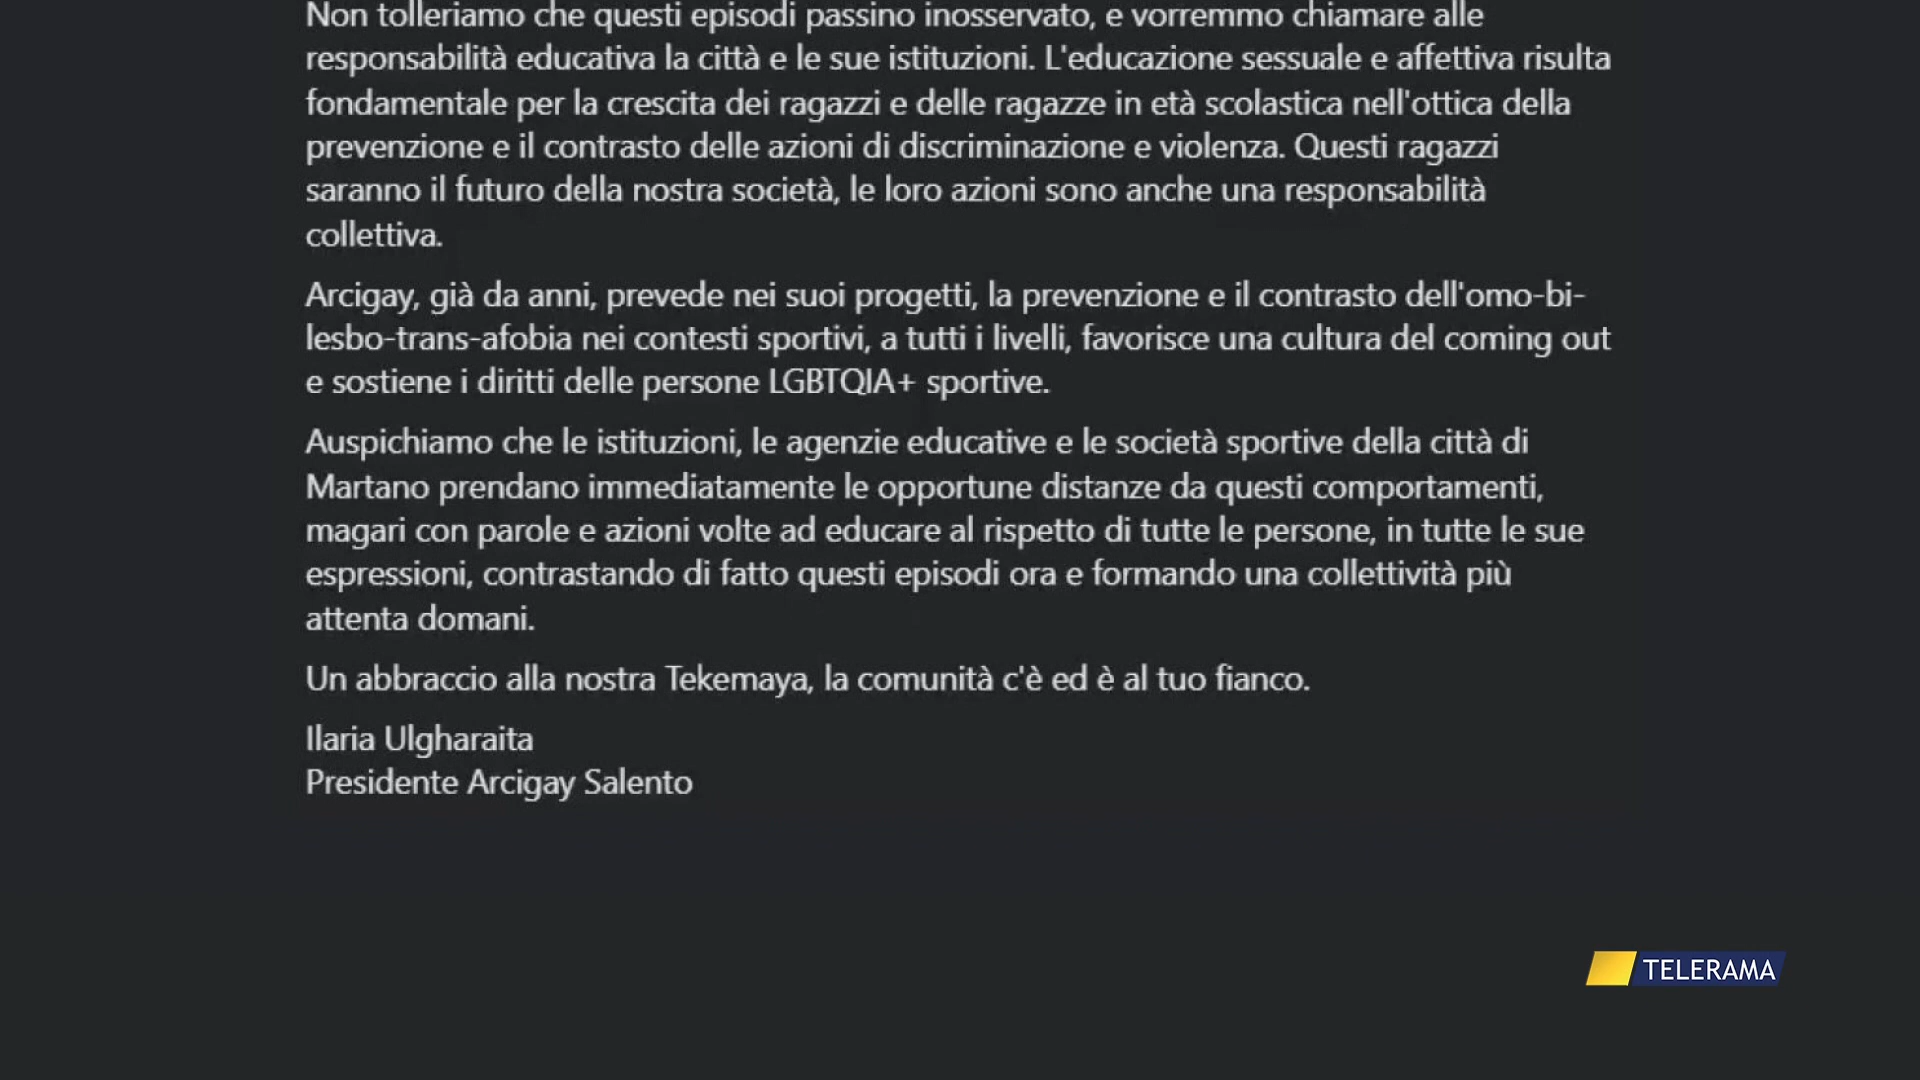 Non tolleriamo che questi episodi passino inosservato, e vorremmo chiamare alle
responsabilità educativa la città e le sue istituzioni. L'educazione sessuale e affettiva risulta
fondamentale per la crescita dei ragazzi e delle ragazze in età scolastica nell'ottica della
prevenzione e il contrasto delle azioni di discriminazione e violenza. Questi ragazzi
saranno il futuro della nostra società, le loro azioni sono anche una responsabilità
collettiva.
Arcigay, già da anni, prevede nei suoi progetti, la prevenzione e il contrasto dell'omo-bi-
lesbo-trans-afobia nei contesti sportivi, a tutti i livelli, favorisce una cultura del coming out
e sostiene i diritti delle persone LGBTQIA+ sportive.
Auspichiamo che le istituzioni, le agenzie educative e le società sportive della città di
Martano prendano immediatamente le opportune distanze da questi comportamenti,
magari con parole e azioni volte ad educare al rispetto di tutte le persone, in tutte le sue
espressioni, contrastando di fatto questi episodi ora e formando una collettività più
attenta domani.
Un abbraccio alla nostra Tekemaya, la comunità c'è ed è al tuo fianco.
Ilaria Ulgharaita
Presidente Arcigay Salento
TELERAMA